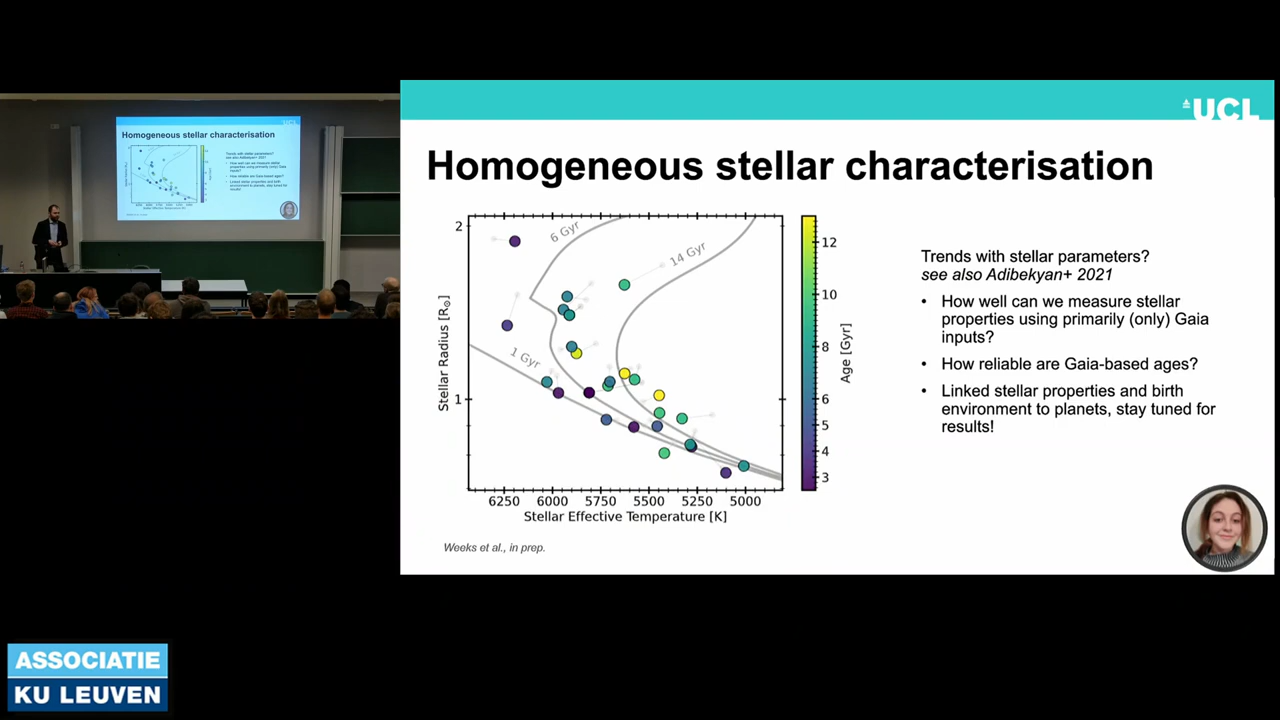 UCL
Homogeneous stellar characterisation
2
6 Gyr
14 Gyr
1 Gyr
1
Stellar Radius [R⊙]
6250 6000 5750 5500 5250 5000
Stellar Effective Temperature [K]
12
10
8
6
5
4
3
Age [Gyr]
Weeks et al., in prep.
Trends with stellar parameters?
see also Adibekyan+ 2021
• How well can we measure stellar
properties using primarily (only) Gaia
inputs?
• How reliable are Gaia-based ages?
• Linked stellar properties and birth
environment to planets, stay tuned for
results!
Homogeneous stellar characterisation
ASSOCIATIE
KU LEUVEN